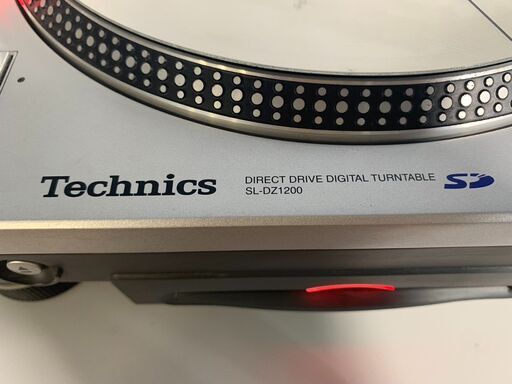 Technics
DIRECT DRIVE DIGITAL TURNTABLE
SL-DZ1200
SD